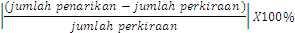 |(jumlah penarikan − jumlah perkiraan)
jumlah perkiraan| X100%